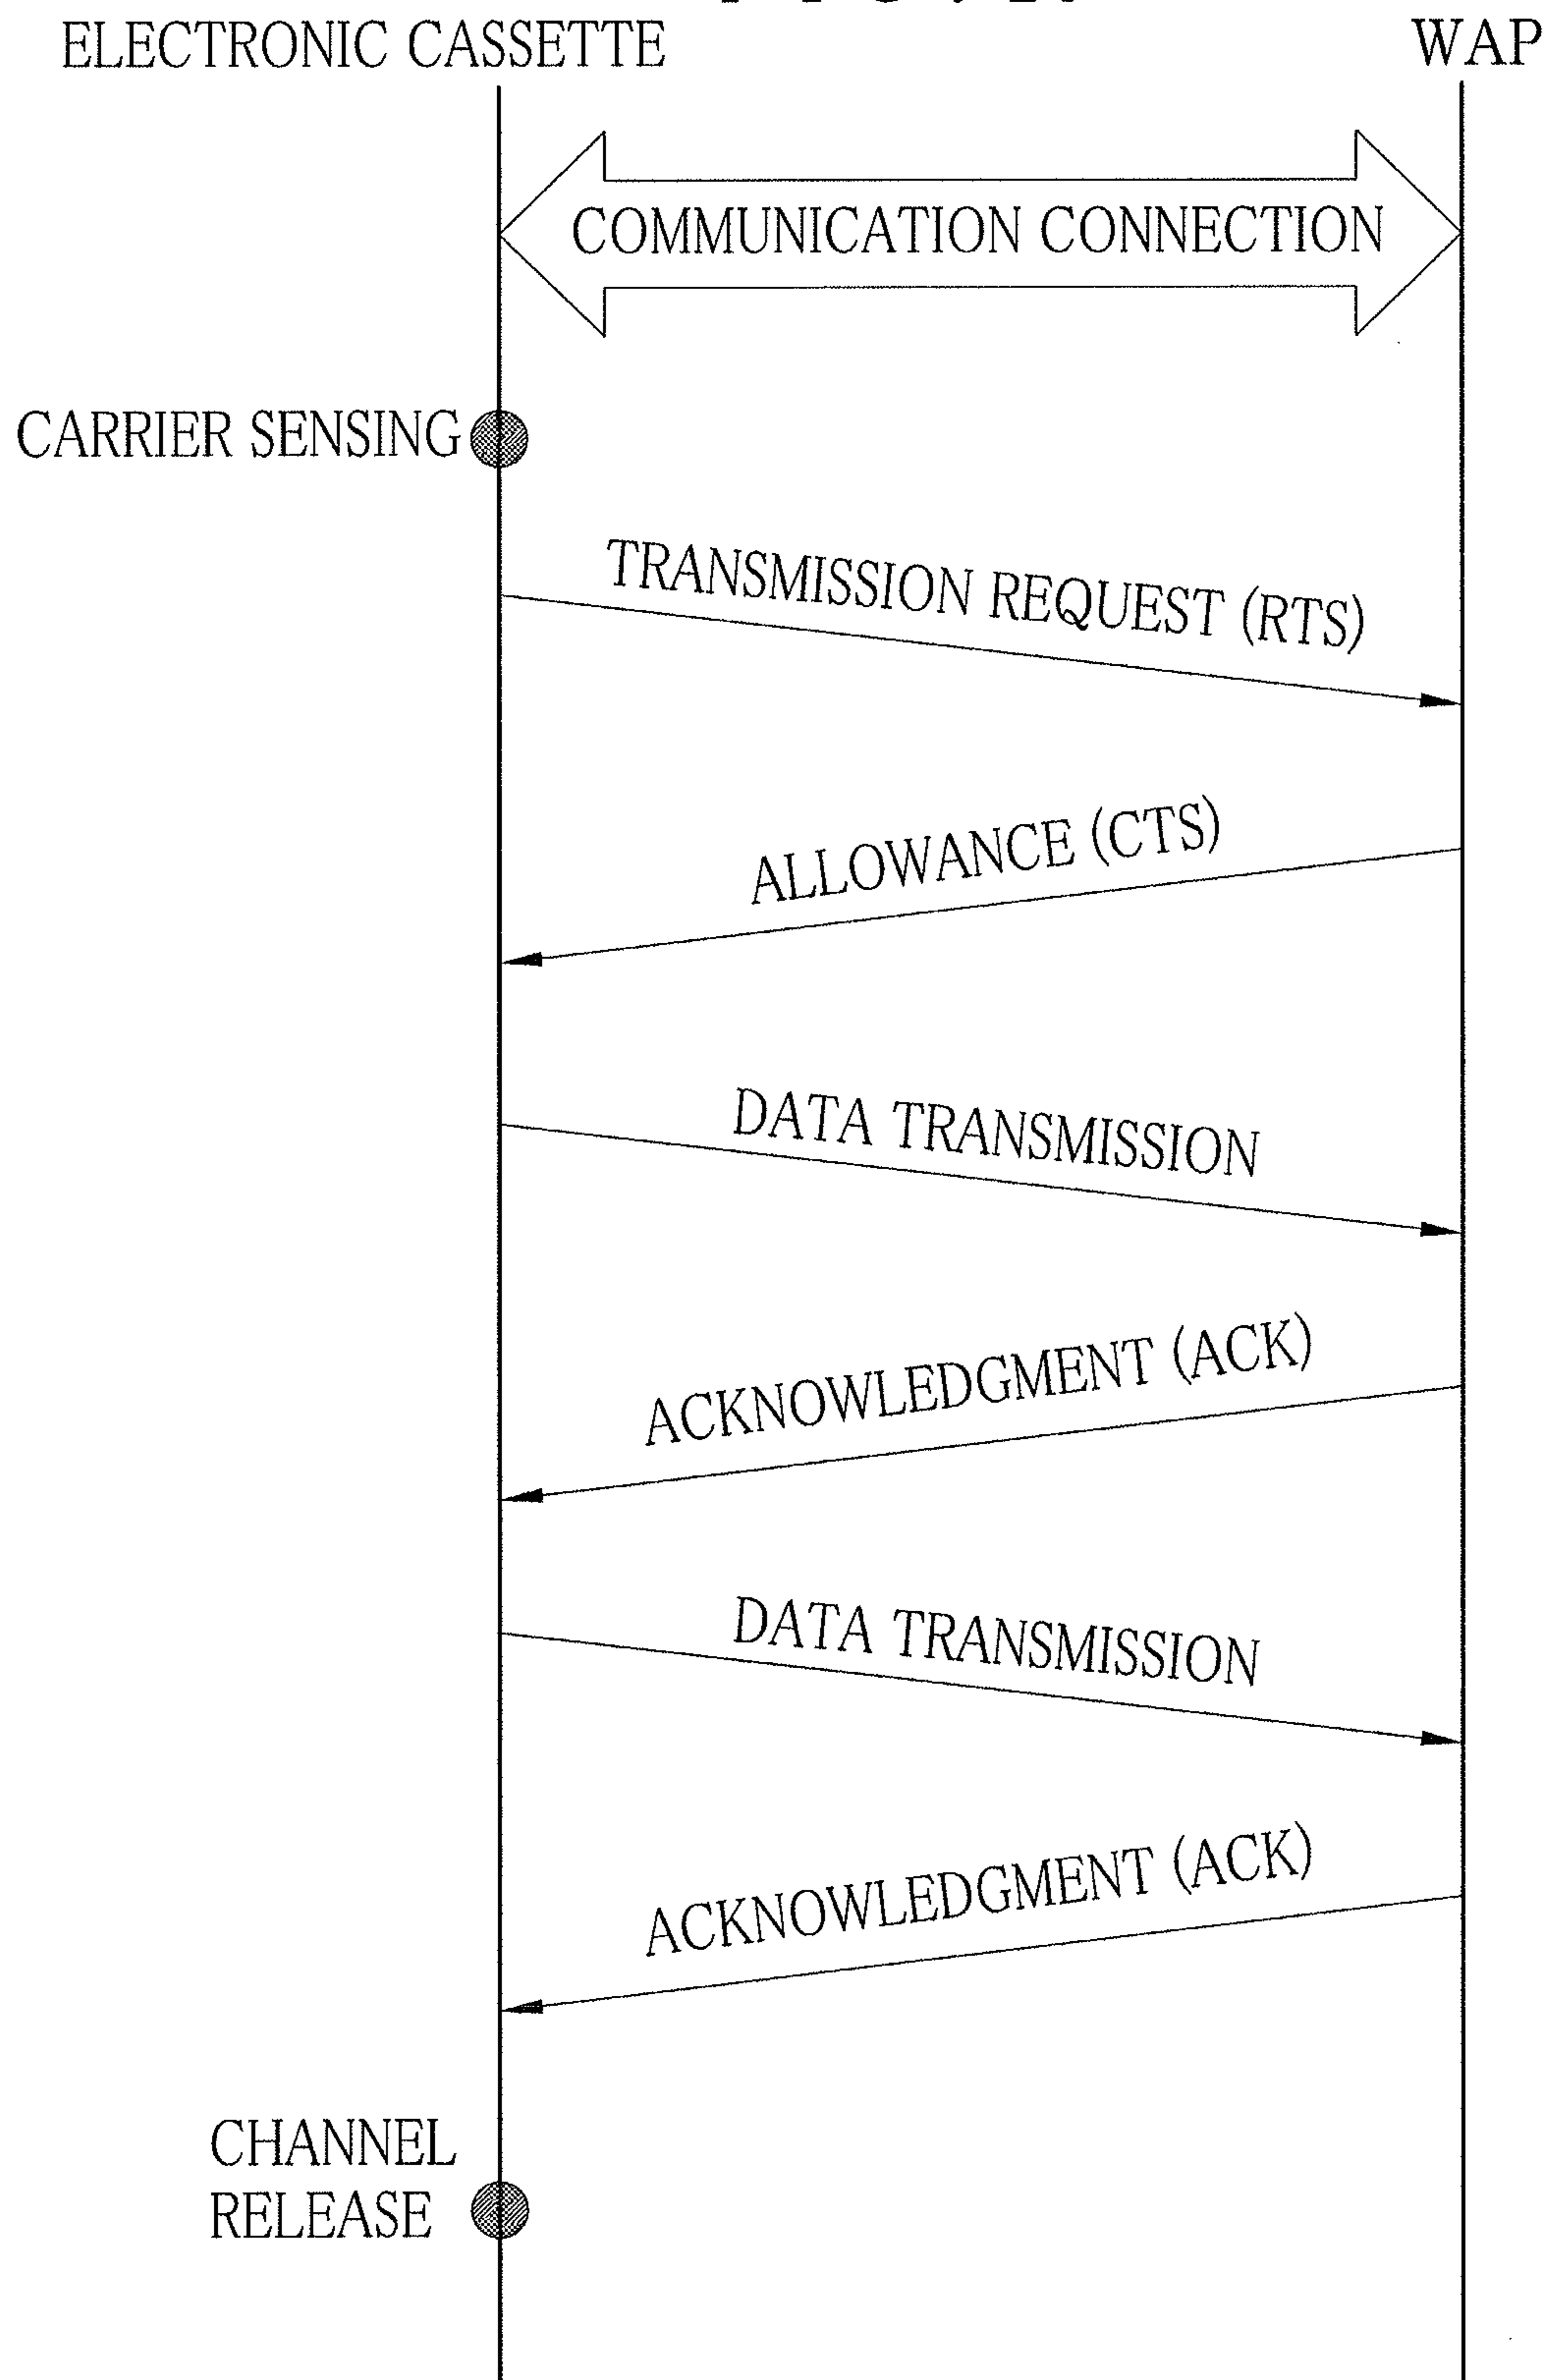 ELECTRONIC CASSETTE
WAP
COMMUNICATION CONNECTION
CARRIER SENSING
TRANSMISSION REQUEST (RTS)
ALLOWANCE (CTS)
DATA TRANSMISSION
ACKNOWLEDGMENT (ACK)
DATA TRANSMISSION
ACKNOWLEDGMENT (ACK)
CHANNEL
RELEASE